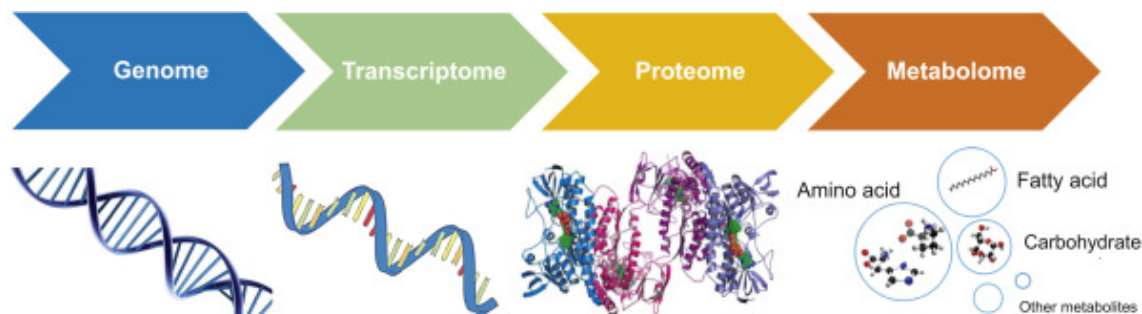 Genome
Transcriptome
Proteome
Metabolome
Amino acid
Fatty acid
Carbohydrate
Other metabolites